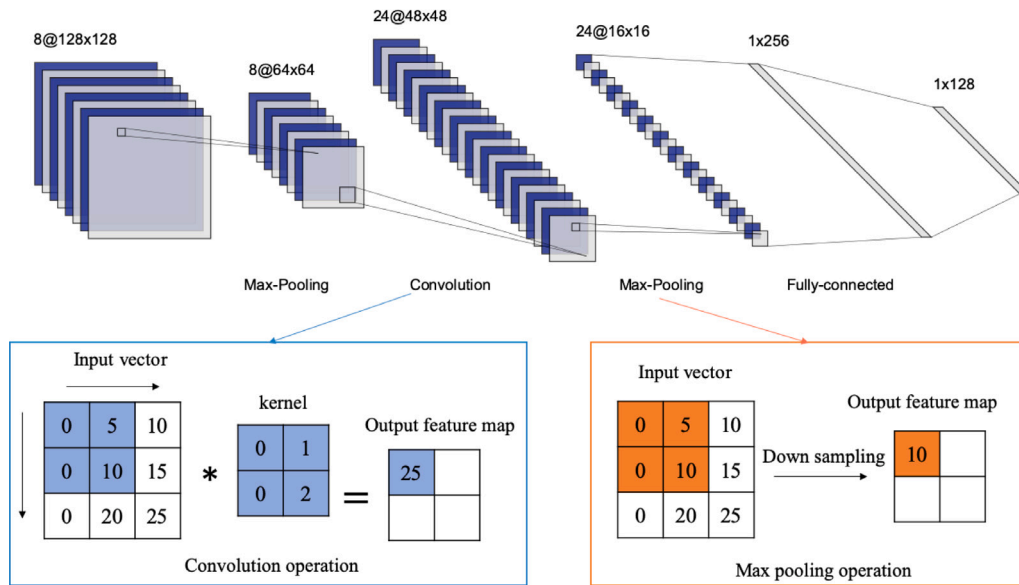 8@128x128
8@64x64
24@48x48
24@16x16
1x256
1x128
Max-Pooling
Convolution
Max-Pooling
Fully-connected
Input vector
0 5 10
0 10 15
0 20 25
*
kernel
0 1
0 2
=
Output feature map
25
Convolution operation
Input vector
0 5 10
0 10 15
0 20 25
Down sampling
Output feature map
10
Max pooling operation